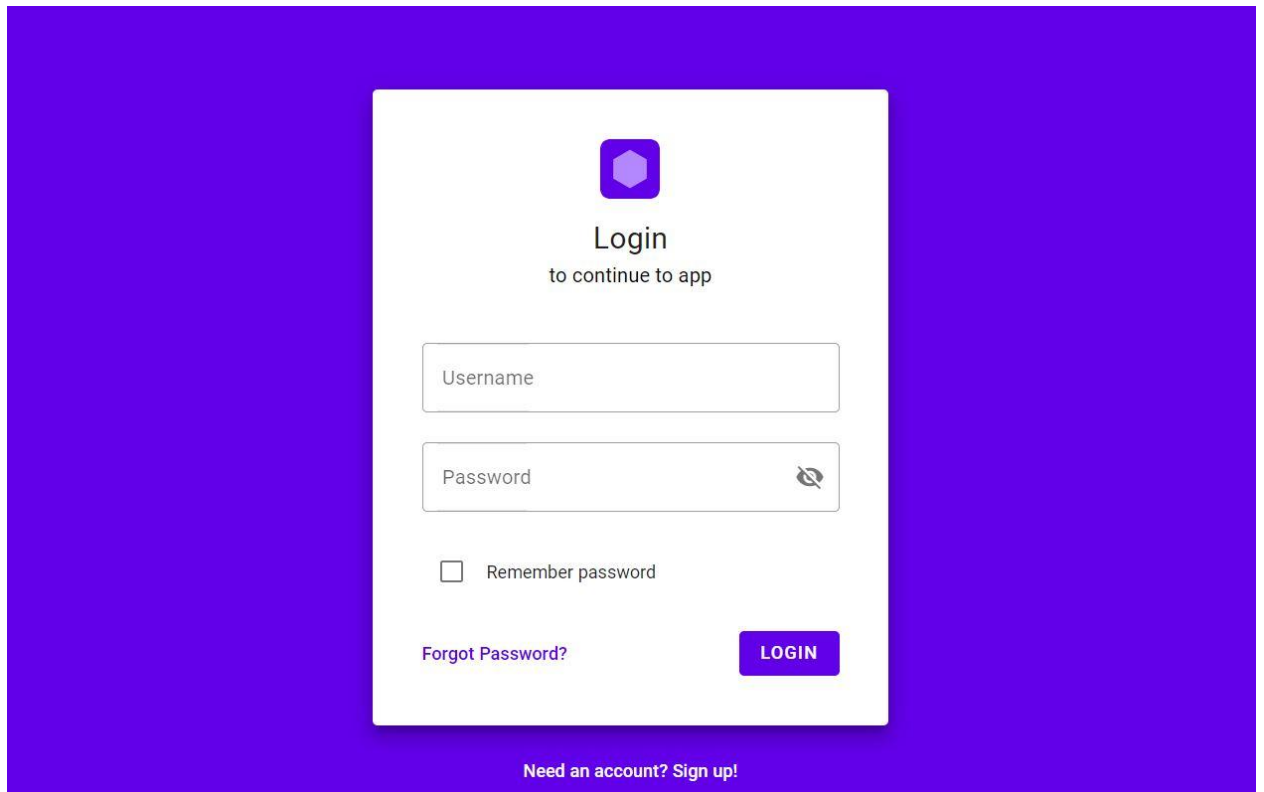 Login
to continue to app
Username
Password
Remember password
Forgot Password? LOGIN
Need an account? Sign up!